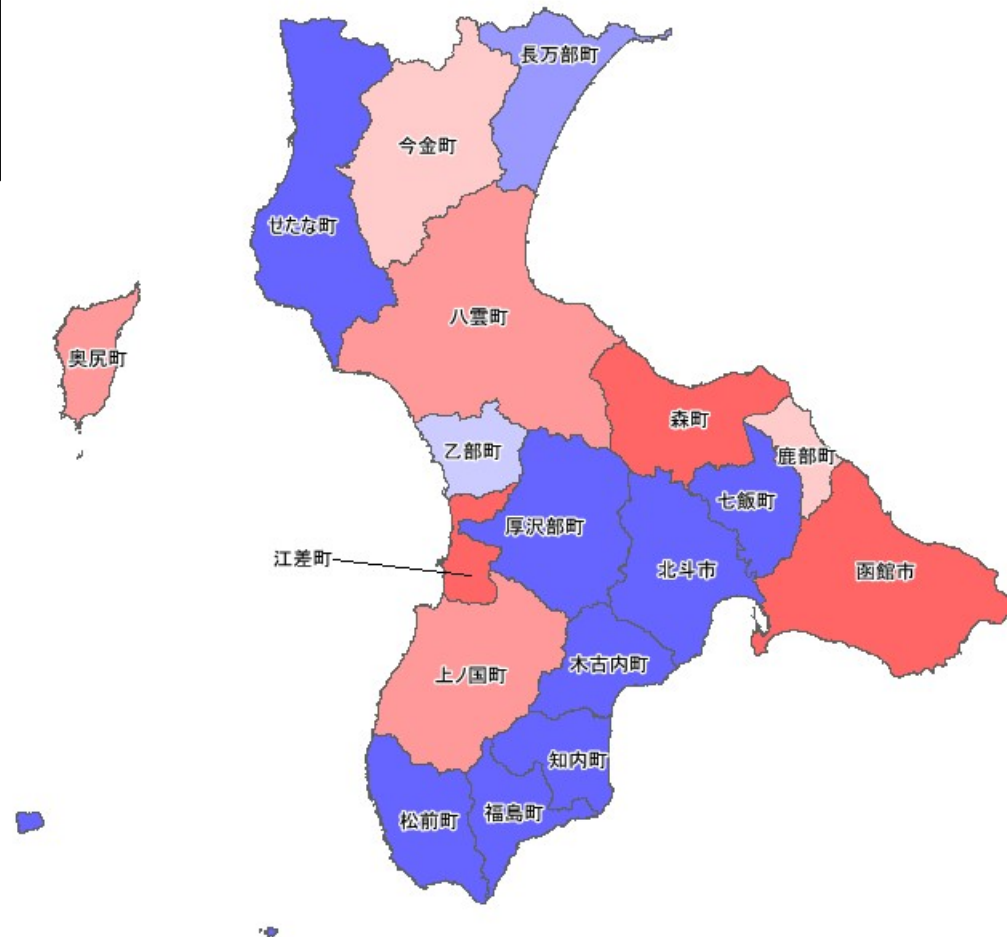 長万部町
今金町
せたな町
八雲町
奥尻町
森町
乙部町
鹿部町
七飯町
厚沢部町
江差町
北斗市
函館市
木古内町
上ノ国町
知内町
福島町
松前町